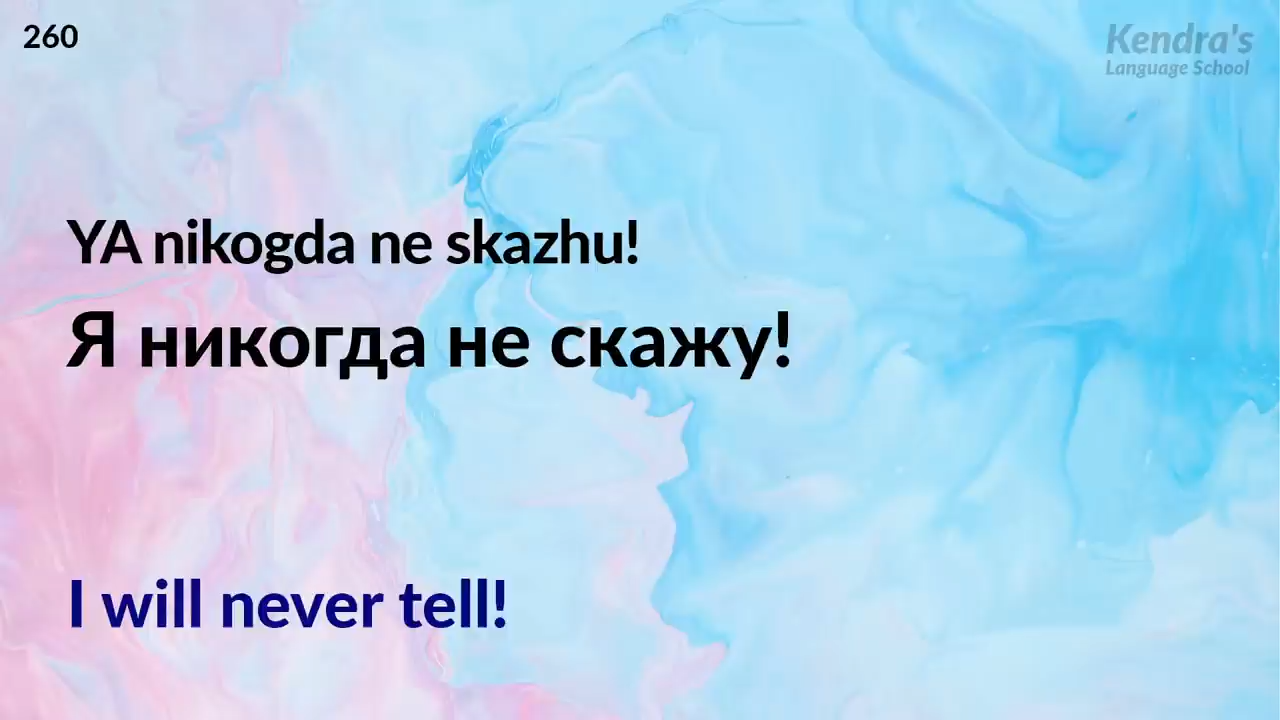 260
Kendra's
Language School
YA nikogda ne skazhu!
Я никогда не скажу!
I will never tell!